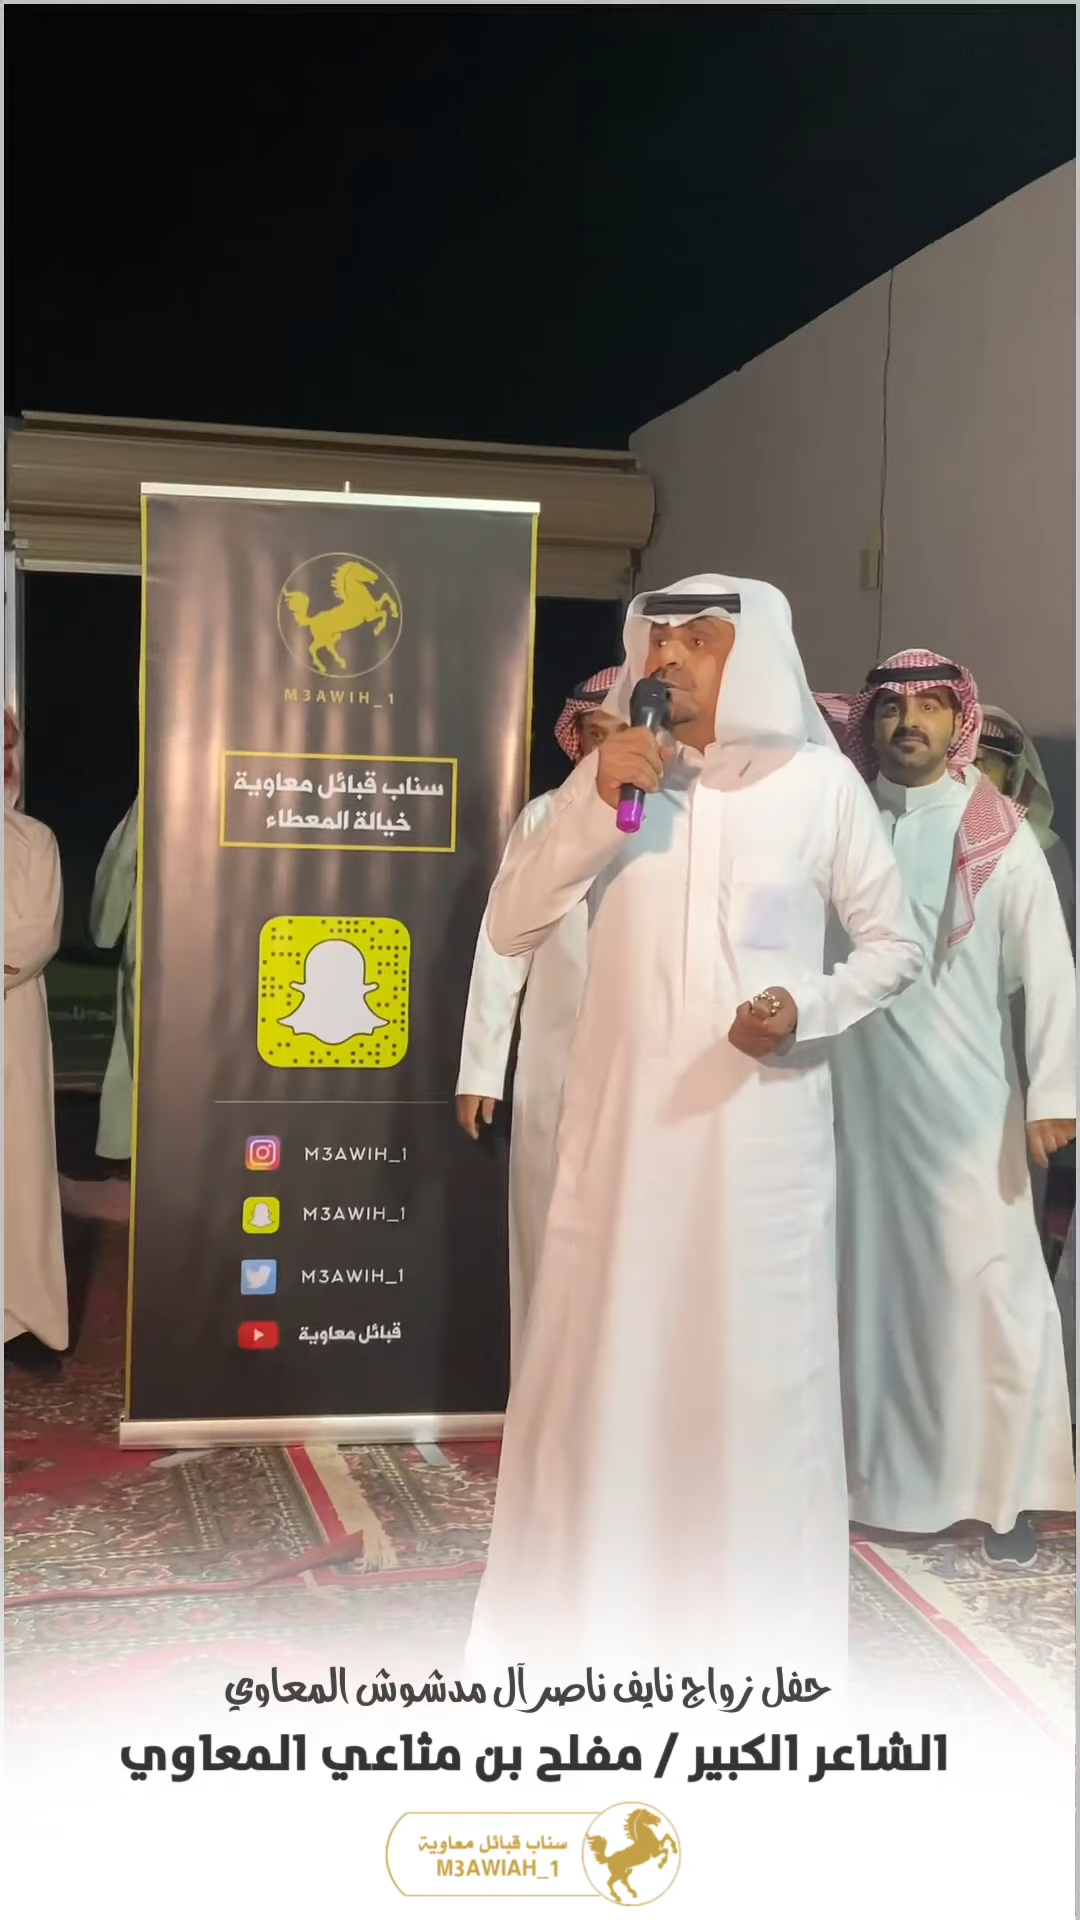 M3AWIH_1
سناب قبائل معاوية
خيالة المعطاء
M3AWIH_1
M3AWIH_1
M3AWIH_1
قبائل معاوية
حفل زواج نايف ناصر آل مدشوش المعاوي
الشاعر الكبير / مفلح بن مثاعي المعاوي
سناب قبائل معاوية
M3AWIAH_1